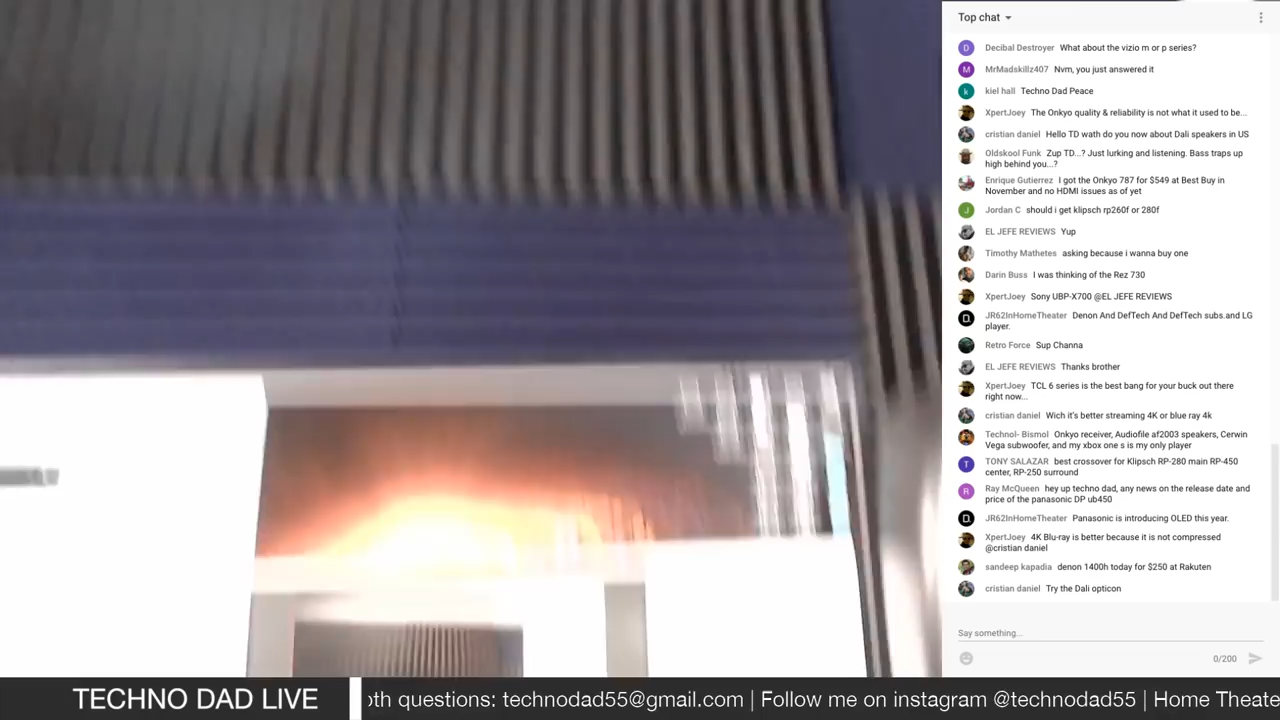 Top chat
D Decibal Destroyer What about the vizio m or p series?
M MrMadskillz407 Nvm, you just answered it
k kiel hall Techno Dad Peace
XpertJoey The Onkyo quality & reliability is not what it used to be...
cristian daniel Hello TD wath do you now about Dali speakers in US
Oldskool Funk Zup TD...? Just lurking and listening. Bass traps up
high behind you...?
Enrique Gutierrez I got the Onkyo 787 for $549 at Best Buy in
November and no HDMI issues as of yet
J Jordan C should i get klipsch rp260f or 280f
EL JEFE REVIEWS Yup
Timothy Mathetes asking because i wanna buy one
Darin Buss I was thinking of the Rez 730
XpertJoey Sony UBP-X700 @EL JEFE REVIEWS
D. JR62InHomeTheater Denon And DefTech And DefTech subs.and LG
player.
Retro Force Sup Channa
EL JEFE REVIEWS Thanks brother
XpertJoey TCL 6 series is the best bang for your buck out there
right now...
cristian daniel Wich it's better streaming 4K or blue ray 4k
Technol- Bismol Onkyo receiver, Audiofile af2003 speakers, Cerwin
Vega subwoofer, and my xbox one s is my only player
T TONY SALAZAR best crossover for Klipsch RP-280 main RP-450
center, RP-250 surround
R Ray McQueen hey up techno dad, any news on the release date and
price of the panasonic DP ub450
D. JR62InHomeTheater Panasonic is introducing OLED this year.
XpertJoey 4K Blu-ray is better because it is not compressed
@cristian daniel
sandeep kapadia denon 1400h today for $250 at Rakuten
cristian daniel Try the Dali opticon
Say something...
0/200
TECHNO DAD LIVE
oth questions: technodad55@gmail.com | Follow me on instagram @technodad55 | Home Theate